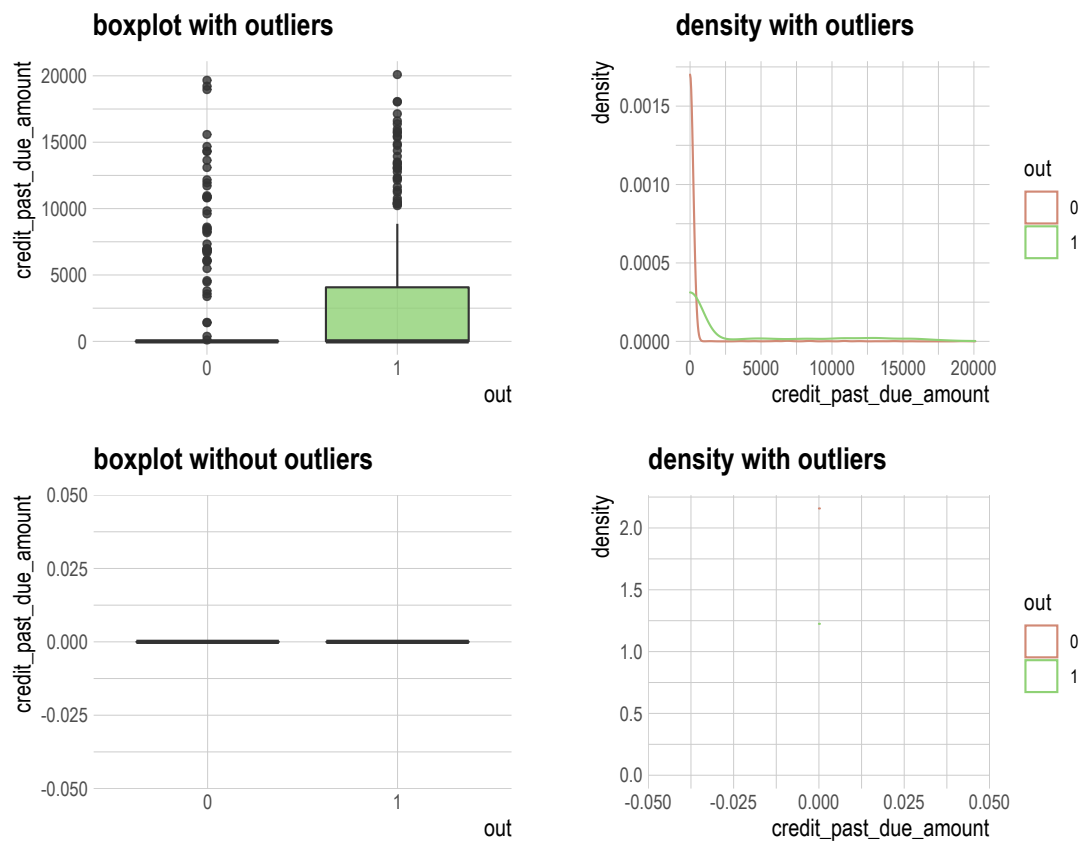 boxplot with outliers
credit_past_due_amount
20000
15000
10000
5000
0
0 1
out
density with outliers
density
0.0015
0.0010
0.0005
0.0000
0 5000 10000 15000 20000
credit_past_due_amount
out
0
1
boxplot without outliers
credit_past_due_amount
0.050
0.025
0.000
-0.025
-0.050
0 1
out
density with outliers
density
2.0
1.5
1.0
0.5
0.0
-0.050 -0.025 0.000 0.025 0.050
credit_past_due_amount
out
0
1